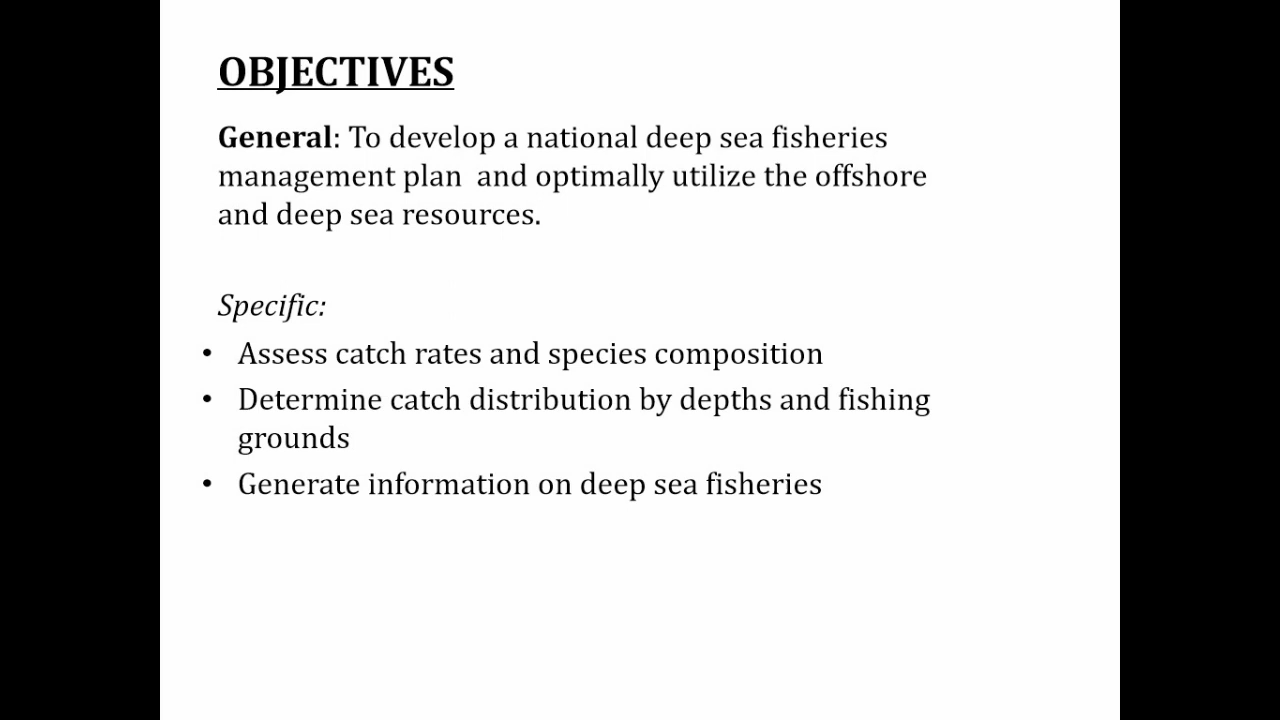 OBJECTIVES
General: To develop a national deep sea fisheries
management plan  and optimally utilize the offshore
and deep sea resources.
Specific:
• Assess catch rates and species composition
• Determine catch distribution by depths and fishing
grounds
• Generate information on deep sea fisheries